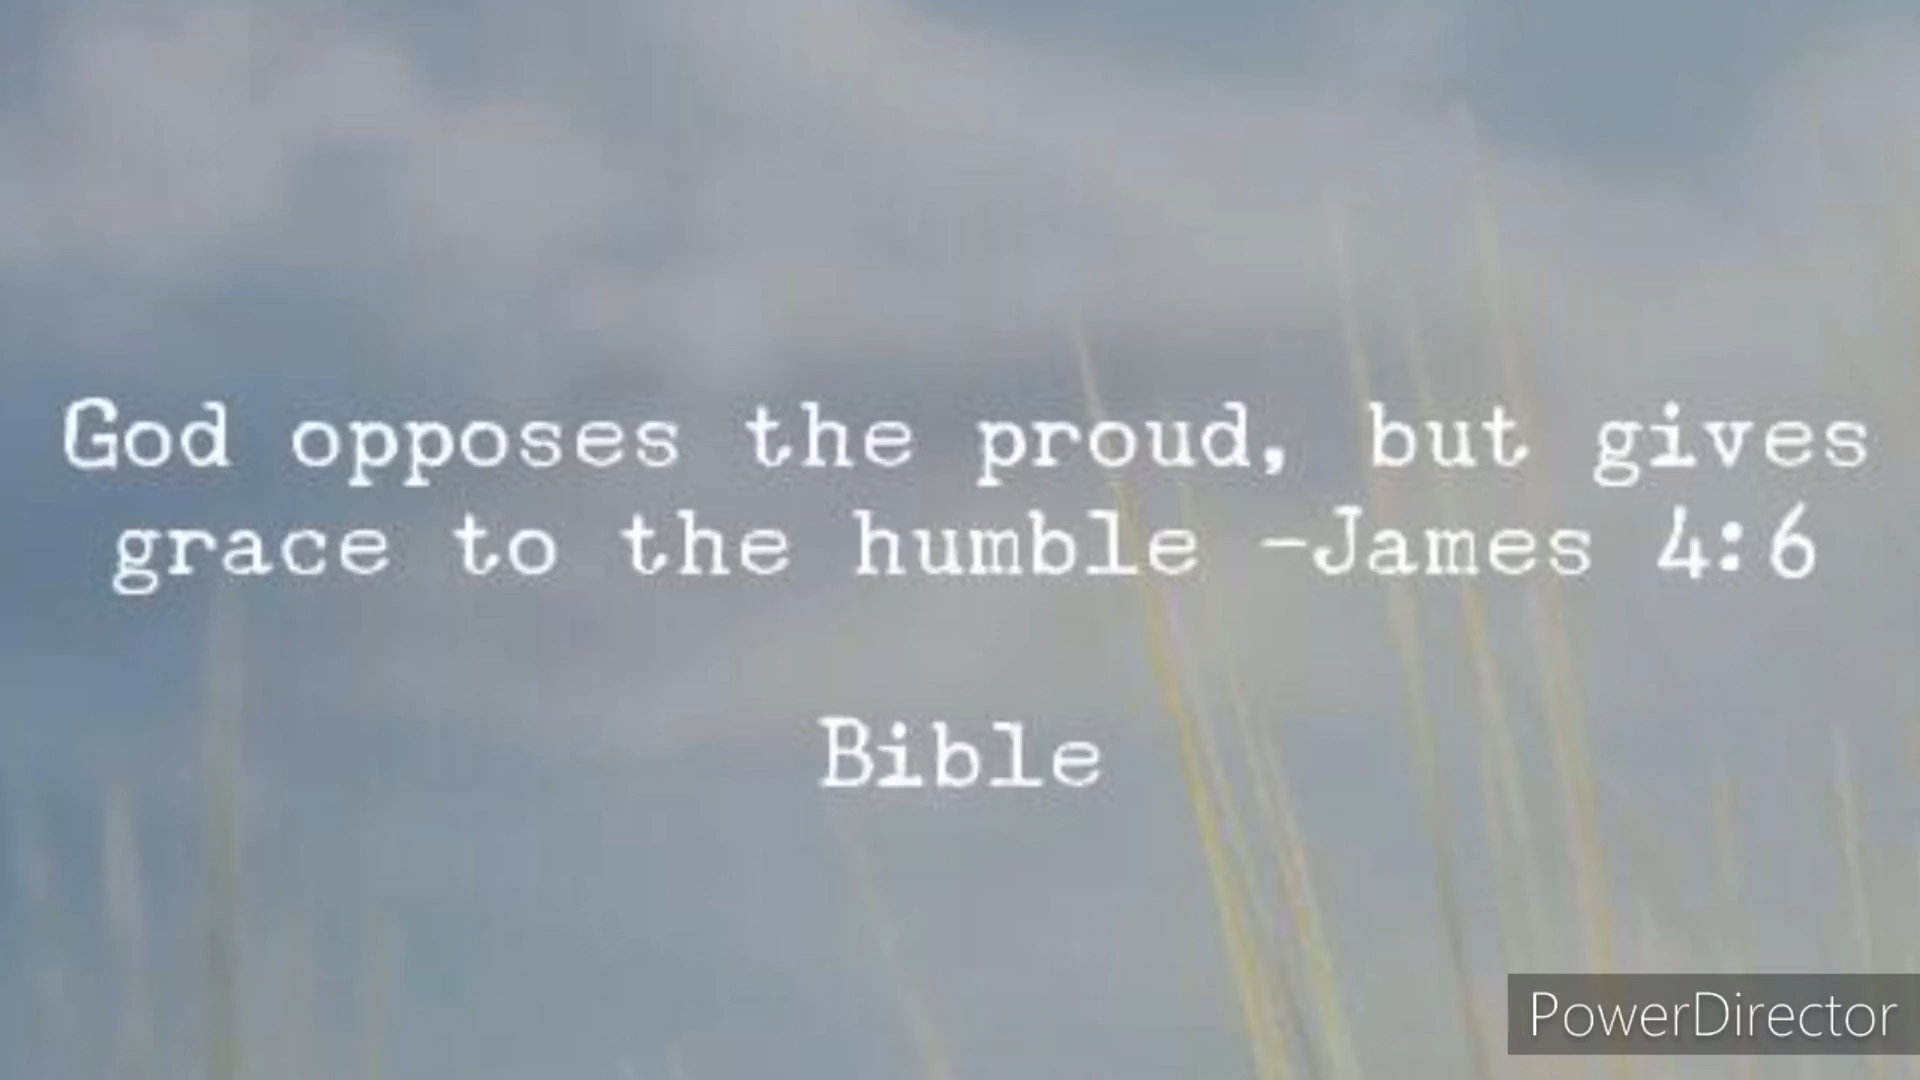 God opposes the proud, but gives
grace to the humble -James 4:6
Bible
PowerDirector